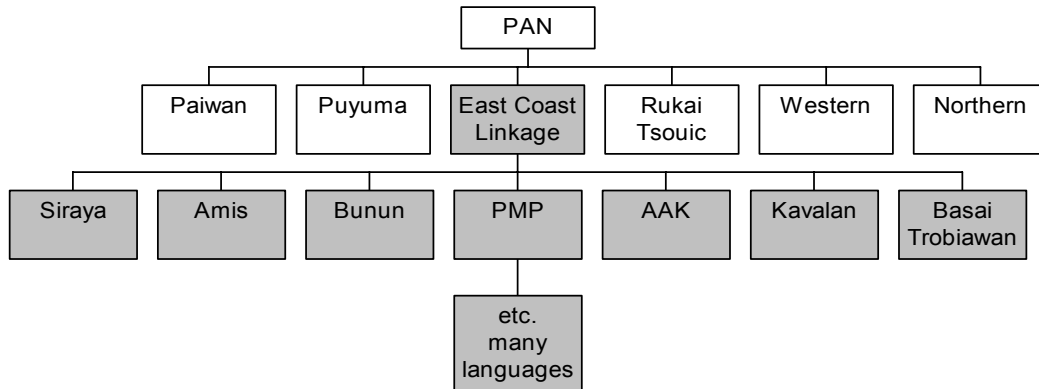 PAN
Paiwan
Puyuma
East Coast
Linkage
Rukai
Tsouic
Western
Northern
Siraya
Amis
Bunun
PMP
AAK
Kavalan
Basai
Trobiawan
etc.
many
languages